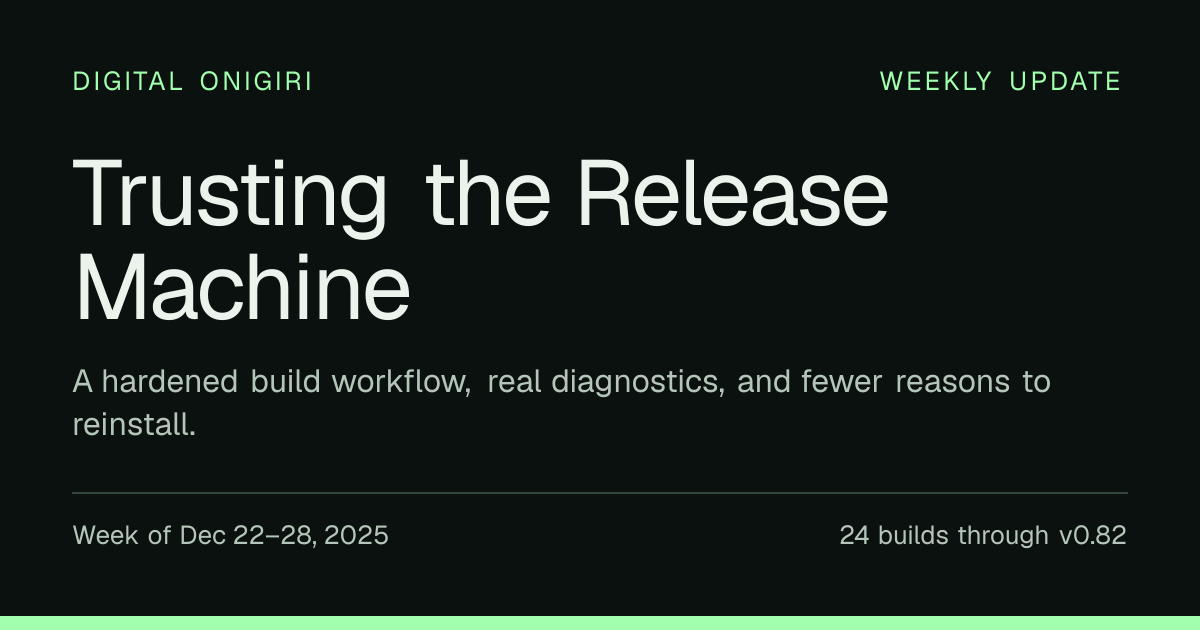 DIGITAL ONIGIRI
WEEKLY UPDATE
Trusting the Release
Machine
A hardened build workflow, real diagnostics, and fewer reasons to
reinstall.
Week of Dec 22–28, 2025
24 builds through v0.82